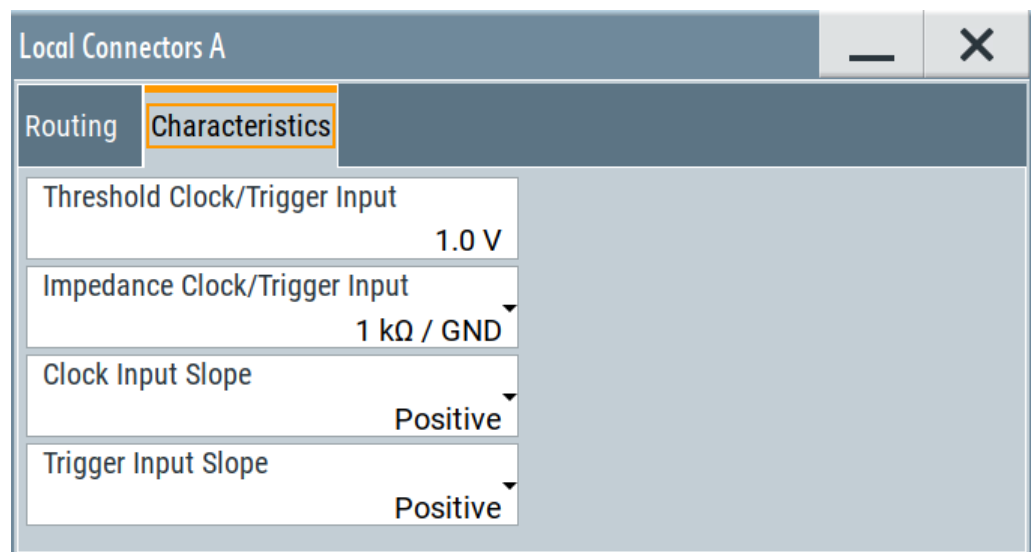 Local Connectors A
Routing Characteristics
Threshold Clock/Trigger Input
1.0 V
Impedance Clock/Trigger Input
1 kΩ / GND
Clock Input Slope
Positive
Trigger Input Slope
Positive